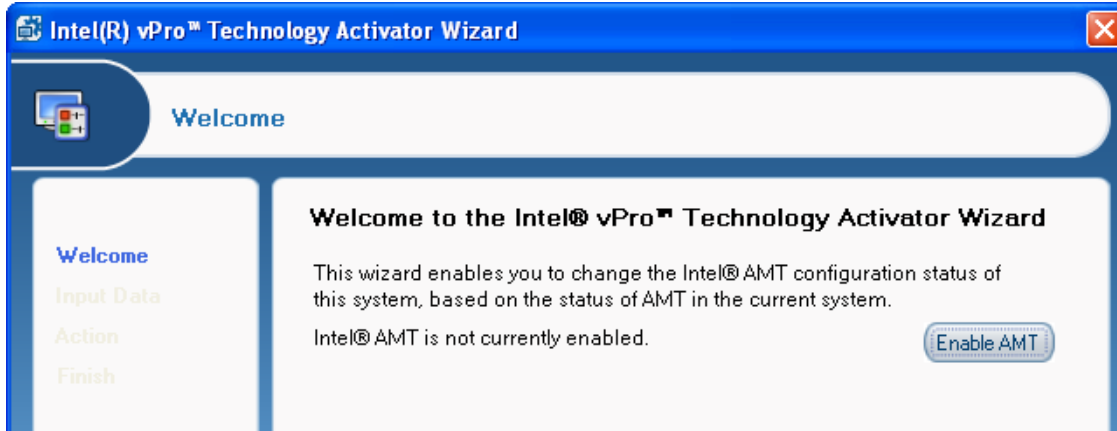 Intel(R) vPro™ Technology Activator Wizard
Welcome
Welcome to the Intel® vPro™ Technology Activator Wizard
Welcome
Input Data
Action
Finish
This wizard enables you to change the Intel® AMT configuration status of
this system, based on the status of AMT in the current system.
Intel® AMT is not currently enabled.
Enable AMT